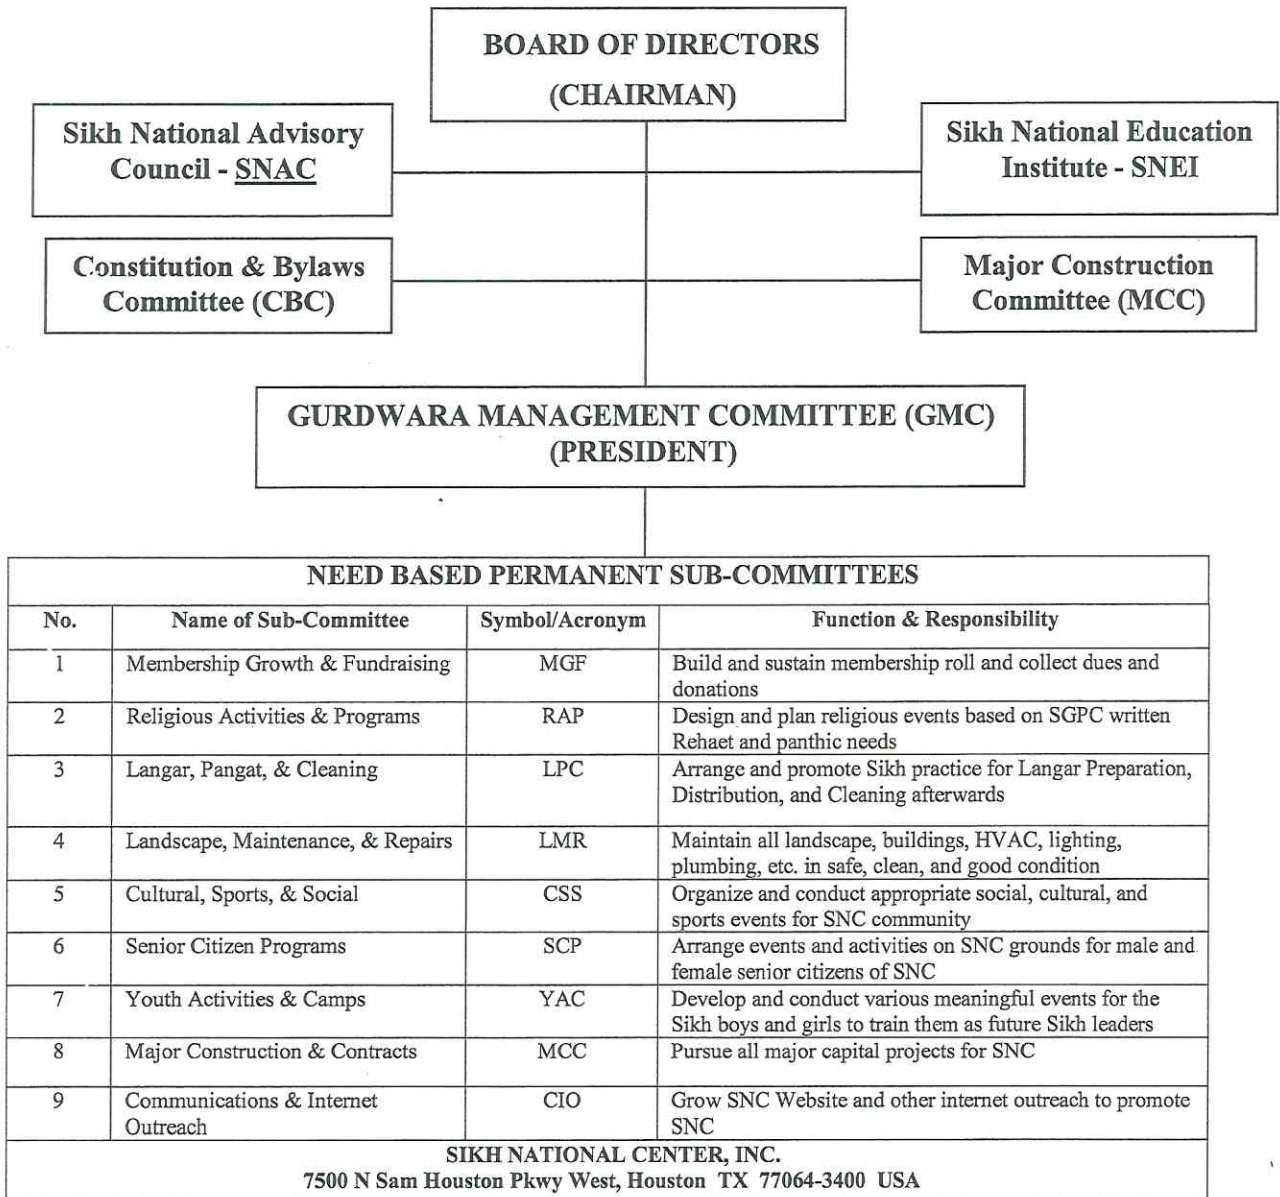 BOARD OF DIRECTORS
(CHAIRMAN)
Sikh National Advisory
Council - SNAC
Sikh National Education
Institute - SNEI
Constitution & Bylaws
Committee (CBC)
Major Construction
Committee (MCC)
GURDWARA MANAGEMENT COMMITTEE (GMC)
(PRESIDENT)
NEED BASED PERMANENT SUB-COMMITTEES
No. Name of Sub-Committee Symbol/Acronym Function & Responsibility
1 Membership Growth & Fundraising MGF Build and sustain membership roll and collect dues and
donations
2 Religious Activities & Programs RAP Design and plan religious events based on SGPC written
Rehaet and panthic needs
3 Langar, Pangat, & Cleaning LPC Arrange and promote Sikh practice for Langar Preparation,
Distribution, and Cleaning afterwards
4 Landscape, Maintenance, & Repairs LMR Maintain all landscape, buildings, HVAC, lighting,
plumbing, etc. in safe, clean, and good condition
5 Cultural, Sports, & Social CSS Organize and conduct appropriate social, cultural, and
sports events for SNC community
6 Senior Citizen Programs SCP Arrange events and activities on SNC grounds for male and
female senior citizens of SNC
7 Youth Activities & Camps YAC Develop and conduct various meaningful events for the
Sikh boys and girls to train them as future Sikh leaders
8 Major Construction & Contracts MCC Pursue all major capital projects for SNC
9 Communications & Internet CIO Grow SNC Website and other internet outreach to promote
Outreach SNC
SIKH NATIONAL CENTER, INC.
7500 N Sam Houston Pkwy West, Houston TX 77064-3400 USA